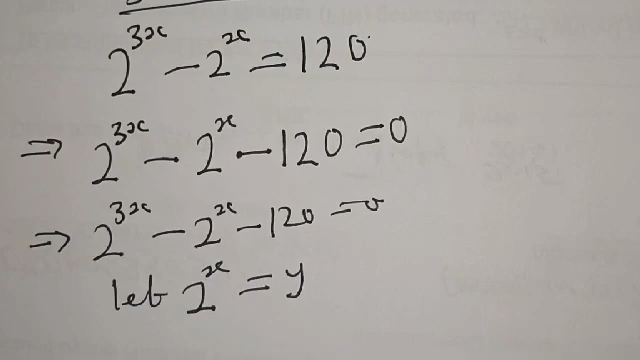 2^{3x} - 2^{x} = 120
⇒ 2^{3x} - 2^{x} - 120 = 0
⇒ 2^{3x} - 2^{x} - 120 = 0
let 2^{x} = y